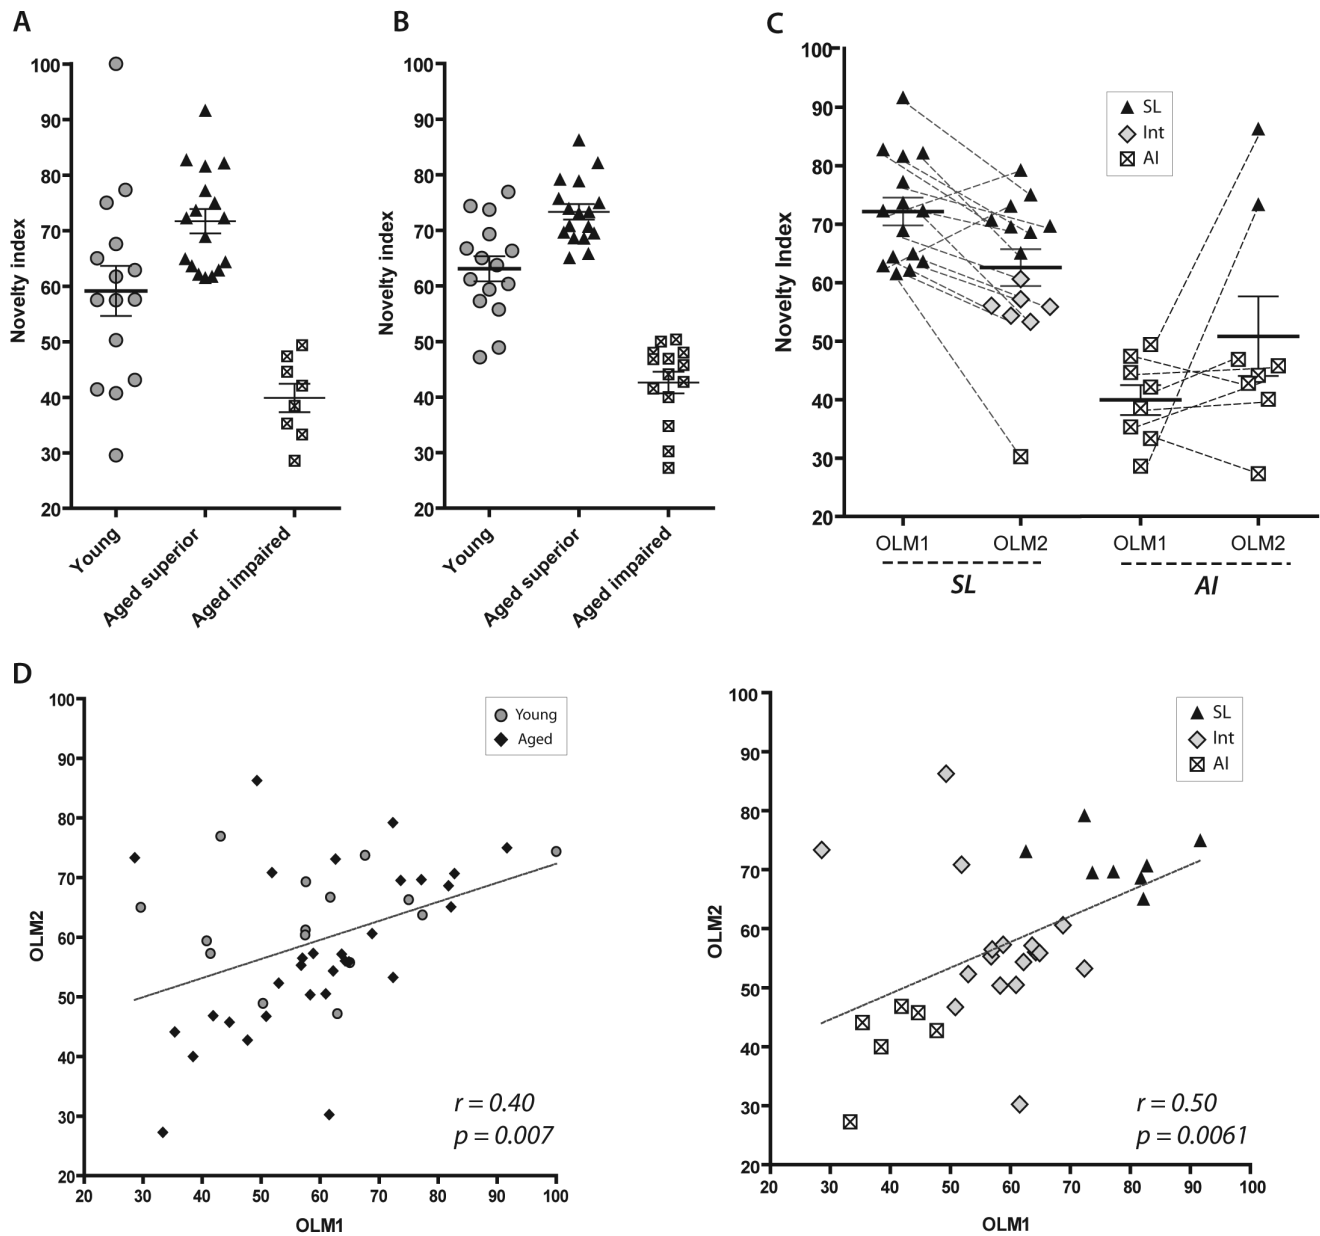 A
Novelty index
100
90
80
70
60
50
40
30
20
Young
Aged superior
Aged impaired
B
Novelty index
100
90
80
70
60
50
40
30
20
Young
Aged superior
Aged impaired
C
Novelty Index
100
90
80
70
60
50
40
30
20
SL
Int
AI
OLM1 OLM2 OLM1 OLM2
SL AI
D
OLM2
100
90
80
70
60
50
40
30
20
Young
Aged
r = 0.40
p = 0.007
20 30 40 50 60 70 80 90 100
OLM1
OLM2
100
90
80
70
60
50
40
30
20
SL
Int
AI
r = 0.50
p = 0.0061
20 30 40 50 60 70 80 90 100
OLM1